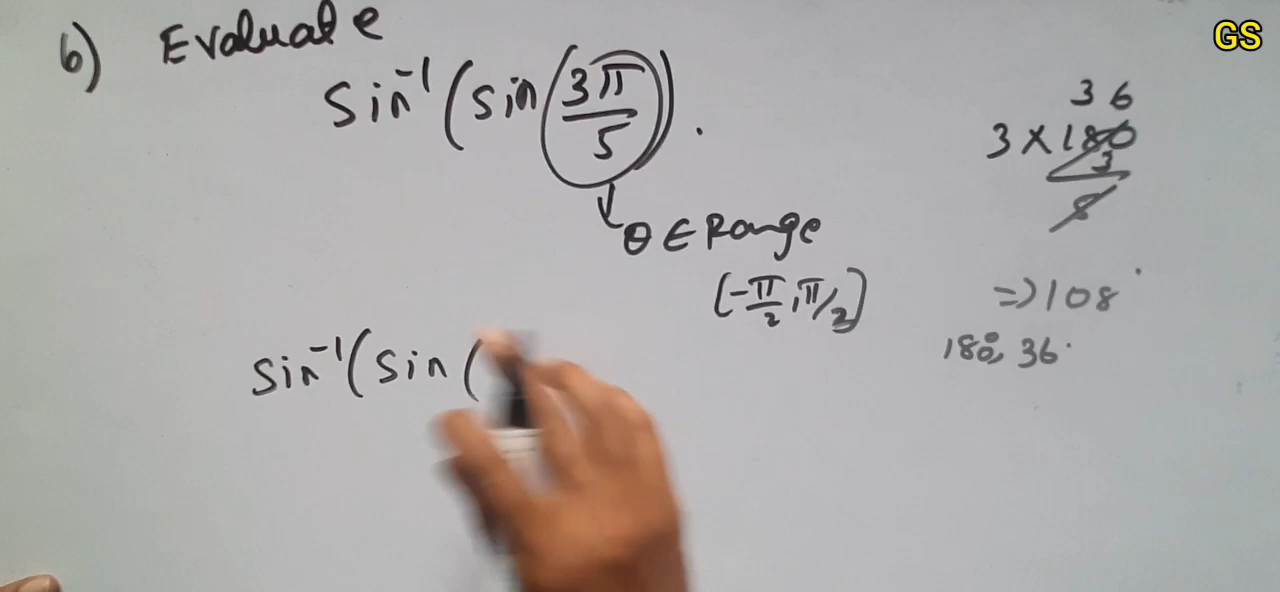 GS
6) Evaluate
Sin⁻¹(sin(3π/5)).
θ ∈ Range
[-π/2, π/2]
sin⁻¹(sin(
36
3×180
5
=> 108°
180°, 36°